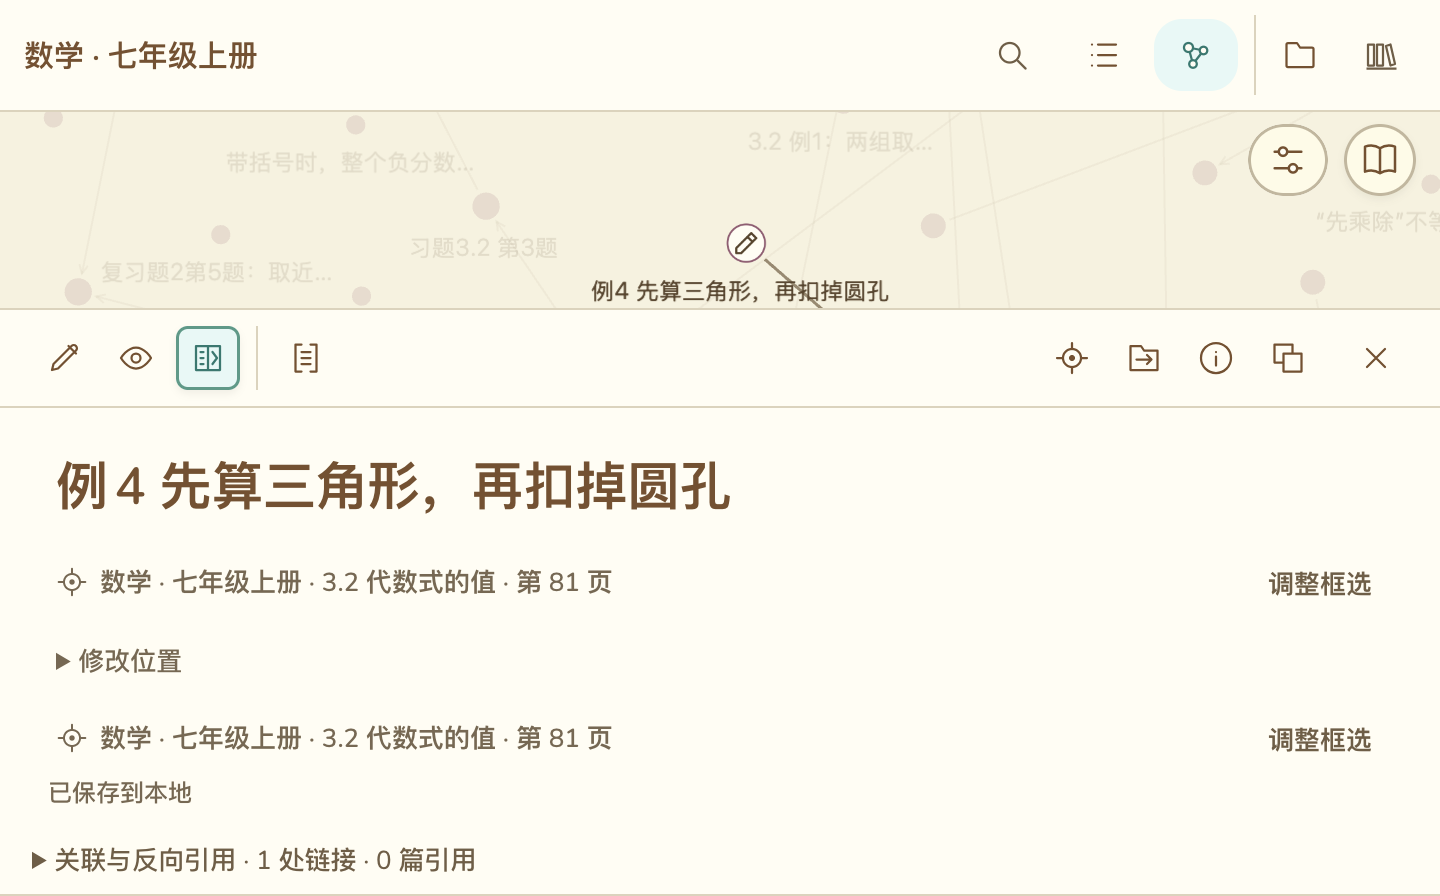 数学 · 七年级上册
3.2 例1：两组取…
带括号时，整个负分数…
“先乘除”不等
习题3.2 第3题
复习题2第5题：取近…
例4 先算三角形，再扣掉圆孔
例 4 先算三角形，再扣掉圆孔
数学 · 七年级上册 · 3.2 代数式的值 · 第 81 页
调整框选
▶ 修改位置
数学 · 七年级上册 · 3.2 代数式的值 · 第 81 页
调整框选
已保存到本地
▶ 关联与反向引用 · 1 处链接 · 0 篇引用